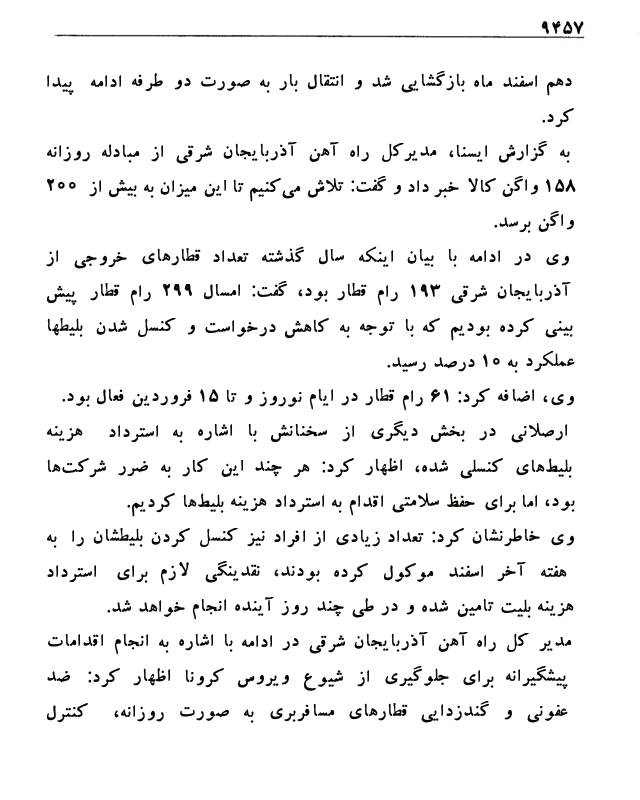 ۹۴۵۷
دهم اسفند ماه بازگشایی شد و انتقال بار به صورت دو طرفه ادامه پیدا
کرد.
به گزارش ایسنا، مدیرکل راه آهن آذربایجان شرقی از مبادله روزانه
۱۵۸ واگن کالا خبر داد و گفت: تلاش می‌کنیم تا این میزان به بیش از ۲۰۰
واگن برسد.
وی در ادامه با بیان اینکه سال گذشته تعداد قطارهای خروجی از
آذربایجان شرقی ۱۹۳ رام قطار بود، گفت: امسال ۲۹۹ رام قطار پیش
بینی کرده بودیم که با توجه به کاهش درخواست و کنسل شدن بلیطها
عملکرد به ۱۰ درصد رسید.
وی، اضافه کرد: ۶۱ رام قطار در ایام نوروز و تا ۱۵ فروردین فعال بود.
ارصلانی در بخش دیگری از سخنانش با اشاره به استرداد هزینه
بلیط‌های کنسلی شده، اظهار کرد: هر چند این کار به ضرر شرکت‌ها
بود، اما برای حفظ سلامتی اقدام به استرداد هزینه بلیط‌ها کردیم.
وی خاطرنشان کرد: تعداد زیادی از افراد نیز کنسل کردن بلیطشان را به
هفته آخر اسفند موکول کرده بودند، نقدینگی لازم برای استرداد
هزینه بلیت تامین شده و در طی چند روز آینده انجام خواهد شد.
مدیر کل راه آهن آذربایجان شرقی در ادامه با اشاره به انجام اقدامات
پیشگیرانه برای جلوگیری از شیوع ویروس کرونا اظهار کرد: ضد
عفونی و گندزدایی قطارهای مسافربری به صورت روزانه، کنترل